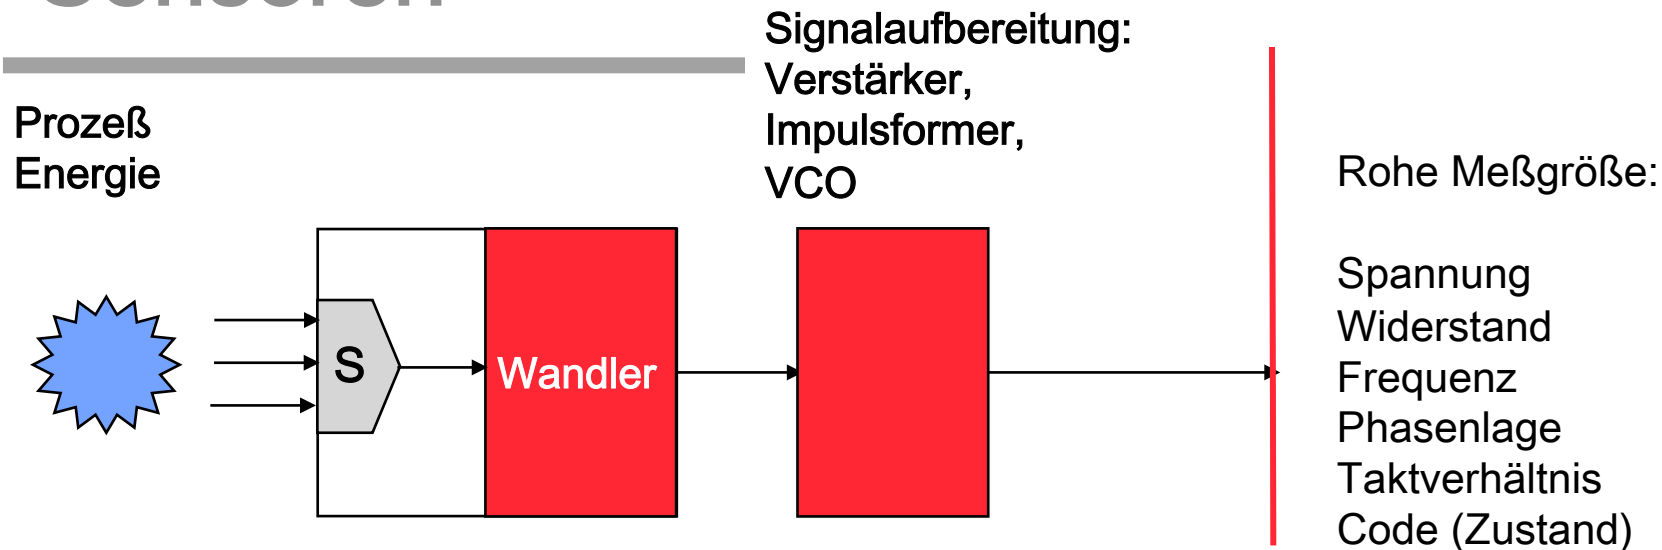 Prozeß
Energie
Signalaufbereitung:
Verstärker,
Impulsformer,
VCO
S
Wandler
Rohe Meßgröße:
Spannung
Widerstand
Frequenz
Phasenlage
Taktverhältnis
Code (Zustand)